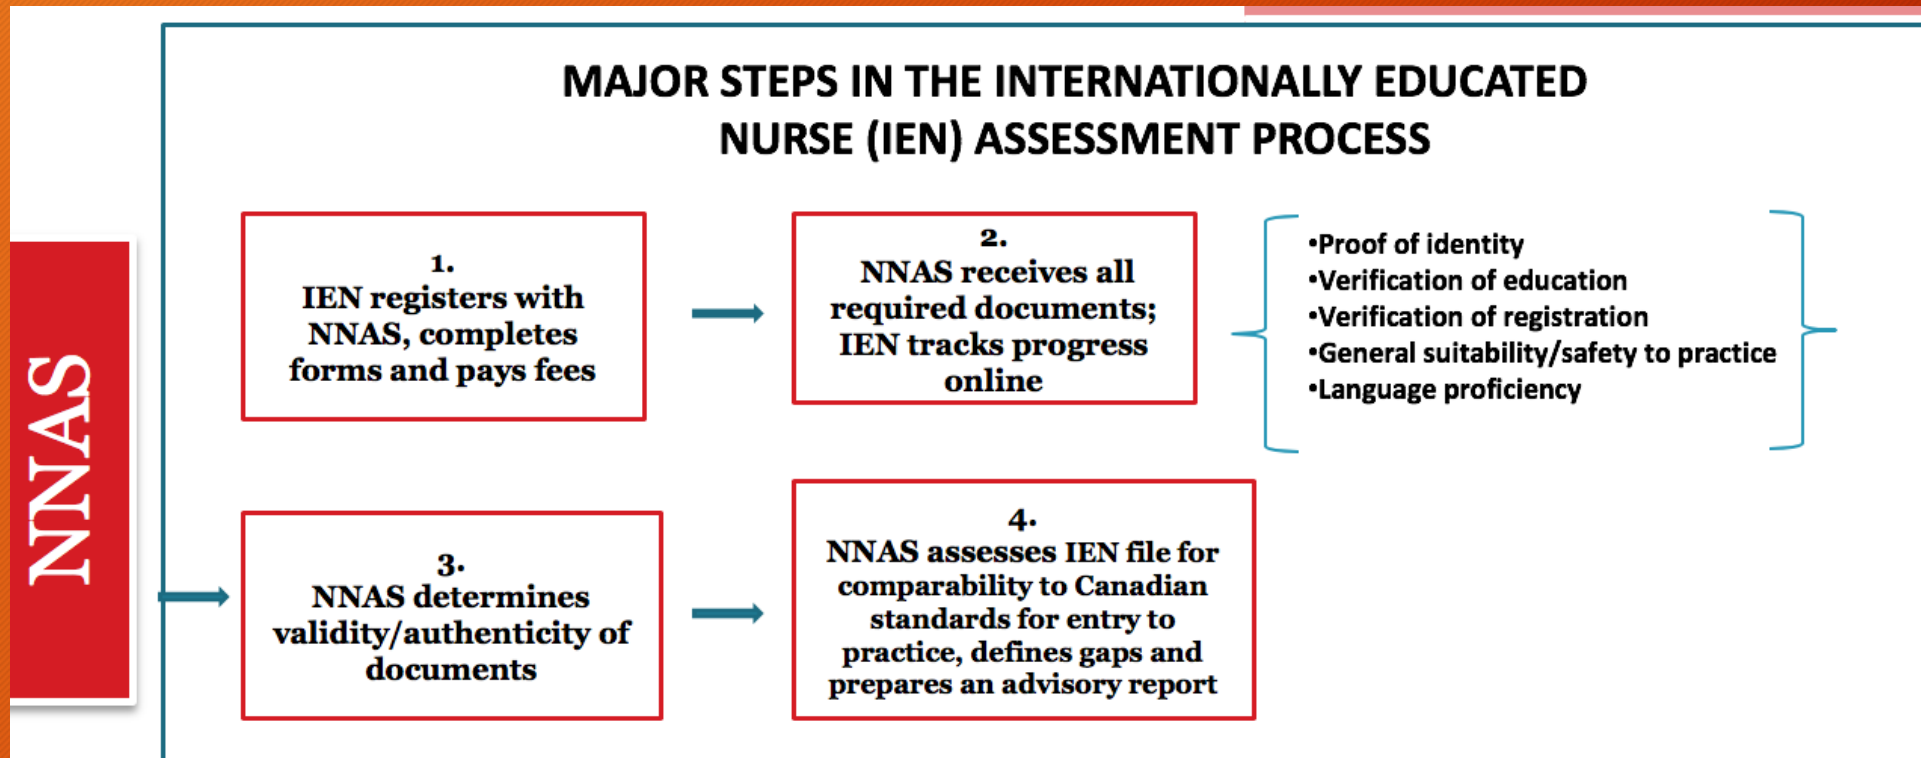 MAJOR STEPS IN THE INTERNATIONALLY EDUCATED
NURSE (IEN) ASSESSMENT PROCESS
NNAS
1.
IEN registers with
NNAS, completes
forms and pays fees
2.
NNAS receives all
required documents;
IEN tracks progress
online
•Proof of identity
•Verification of education
•Verification of registration
•General suitability/safety to practice
•Language proficiency
3.
NNAS determines
validity/authenticity of
documents
4.
NNAS assesses IEN file for
comparability to Canadian
standards for entry to
practice, defines gaps and
prepares an advisory report